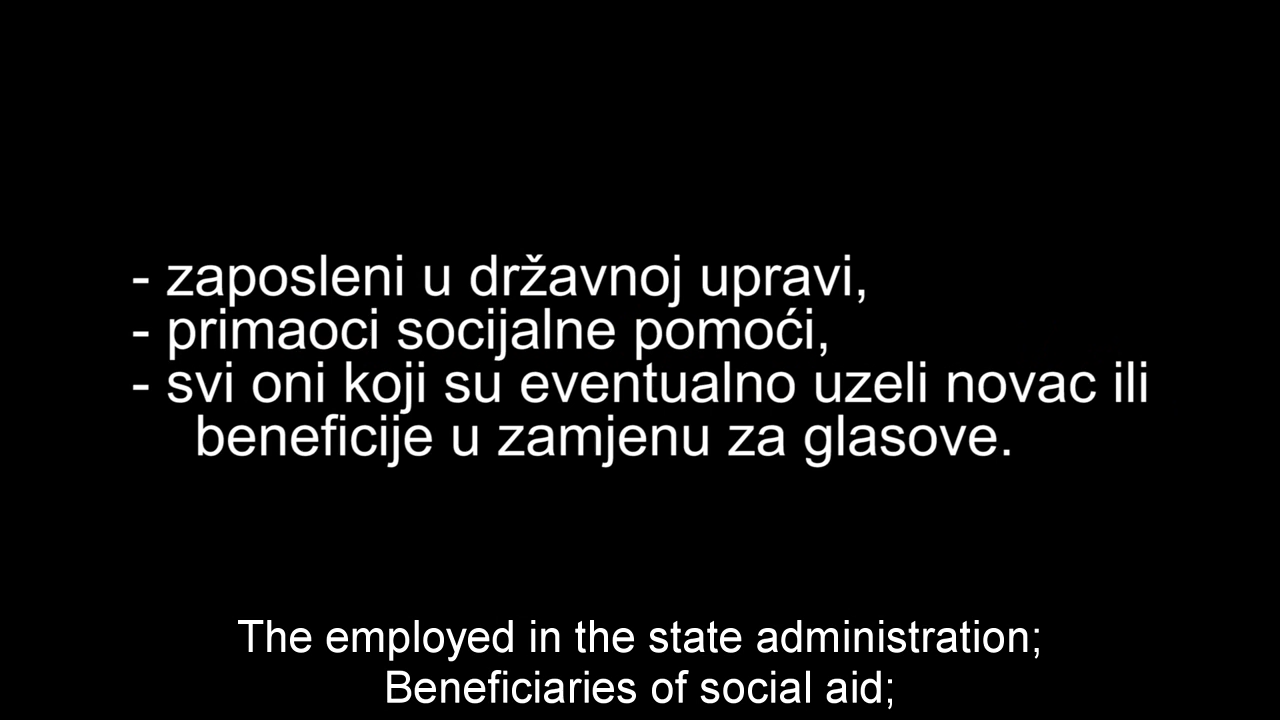 - zaposleni u državnoj upravi,
- primaoci socijalne pomoći,
- svi oni koji su eventualno uzeli novac ili
beneficije u zamjenu za glasove.
The employed in the state administration;
Beneficiaries of social aid;